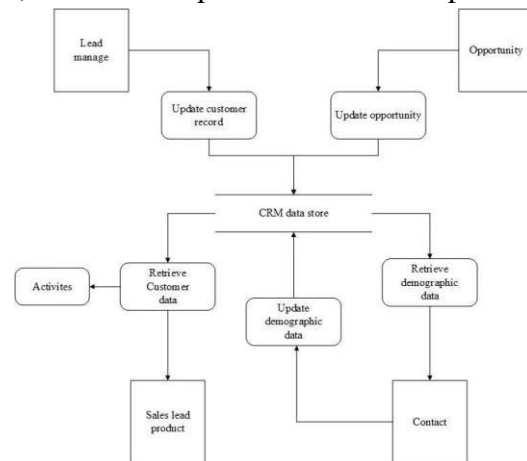 Lead
manage
Opportunity
Update customer
record
Update opportunity
CRM data store
Activites
Retrieve
Customer
data
Retrieve
demographic
data
Update
demographic
data
Sales lead
product
Contact